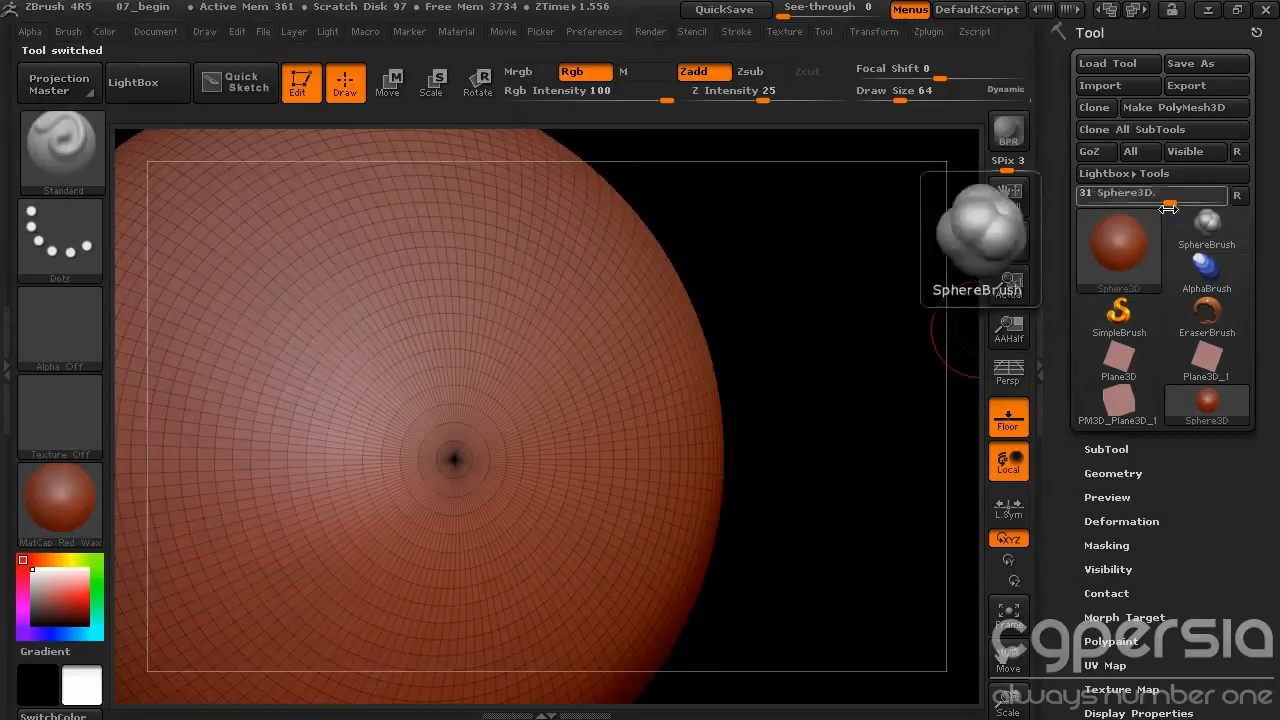 ZBrush 4R5 07_begin • Active Mem 361 • Scratch Disk 97 • Free Mem 3734 • ZTime▸1.556 QuickSave See-through 0 Menus DefaultZScript
Alpha Brush Color Document Draw Edit File Layer Light Macro Marker Material Movie Picker Preferences Render Stencil Stroke Texture Tool Transform Zplugin Zscript
Tool switched
Projection Master
LightBox
Quick Sketch
Edit
Draw
Move
Scale
Rotate
Mrgb Rgb M
Rgb Intensity 100
Zadd Zsub Zcut
Z Intensity 25
Focal Shift 0
Draw Size 64 Dynamic
Standard
Dots
Alpha Off
Texture Off
MatCap Red Wax
Gradient
SwitchColor
SphereBrush
BPR
SPix 3
Actual
AAHalf
Persp
Floor
Local
L.Sym
XYZ
Y
Z
Frame
Move
Scale
Tool
Load Tool Save As
Import Export
Clone Make PolyMesh3D
Clone All SubTools
GoZ All Visible R
Lightbox▸Tools
31 Sphere3D. R
Sphere3D SphereBrush
AlphaBrush
SimpleBrush EraserBrush
Plane3D Plane3D_1
PM3D_Plane3D_1 Sphere3D
SubTool
Geometry
Preview
Deformation
Masking
Visibility
Contact
Morph Target
Polypaint
UV Map
Texture Map
Display Properties
cgpersia
always number one